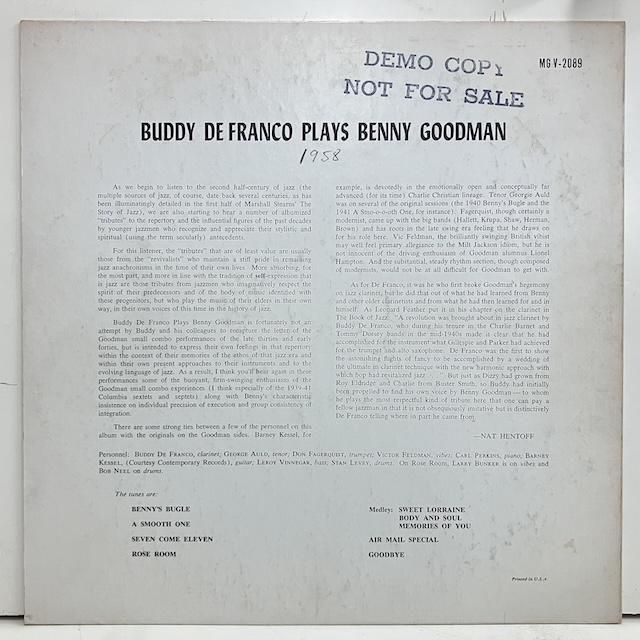 DEMO COPY
NOT FOR SALE
MG V-2089
BUDDY DE FRANCO PLAYS BENNY GOODMAN
1958
As we begin to listen to the second half-century of jazz (the
multiple sources of jazz, of course, date back several centuries, as has
been illuminatingly detailed in the first half of Marshall Stearns' The
Story of Jazz), we are also starting to hear a number of albumized
"tributes" to the repertory and the influential figures of the past decades
by younger jazzmen who recognize and appreciate their stylistic and
spiritual (using the term secularly) antecedents.
For this listener, the "tributes" that are of least value are usually
those from the "revivalists" who maintain a stiff pride in remaining
jazz anachronisms in the tune of their own lives. More absorbing, for
the most part, and more in line with the tradition of self-expression that
is jazz are those tributes from jazzmen who imaginatively respect the
spirit of their predecessors and of the body of music identified with
these progenitors, but who play the music of their elders in their own
way, in their own voices of this time in the history of jazz.
Buddy De Franco Plays Benny Goodman is fortunately not an
attempt by Buddy and his colleagues to reconjure the letter of the
Goodman small combo performances of the late thirties and early
forties, but is intended to express their own feelings in that repertory
within the context of their memories of the ethos of that jazz era and
within their own present approaches to their instruments and to the
evolving language of jazz. As a result, I think you'll hear again in these
performances some of the buoyant, firm-swinging enthusiasm of the
Goodman small combo experiences (I think especially of the 1939-41
Columbia sextets and septets) along with Benny's characteristic
insistence on individual precision of execution and group consistency of
integration.
There are some strong ties between a few of the personnel on this
album with the originals on the Goodman sides. Barney Kessel, for
example, is devotedly in the emotionally open and conceptually far
advanced (for its time) Charlie Christian lineage. Tenor Georgie Auld
was on several of the original sessions (the 1940 Benny's Bugle and the
1941 A Smo-o-o-oth One, for instance). Fagerquist, though certainly a
modernist, came up with the big bands (Hallett, Krupa, Shaw, Herman,
Brown) and has roots in the late swing era feeling that he draws on
for his role here. Vic Feldman, the brilliantly swinging British vibist
may well feel primary allegiance to the Milt Jackson idiom, but he is
not innocent of the driving enthusiasm of Goodman alumnus Lionel
Hampton. And the substantial, steady rhythm section, though composed
of modernists, would not be at all difficult for Goodman to get with.
As for De Franco, it was he who first broke Goodman's hegemony
on jazz clarinet, but he did that out of what he had learned from Benny
and other older clarinetists and from what he had then learned for and in
himself. As Leonard Feather put it in his chapter on the clarinet in
The Book of Jazz: "A revolution was brought about in jazz clarinet by
Buddy De Franco, who during his tenure in the Charlie Barnet and
Tommy Dorsey bands in the mid-1940s made it clear that he had
accomplished for the instrument what Gillespie and Parker had achieved
for the trumpet and alto saxophone. De Franco was the first to show
the astonishing flights of fancy to be accomplished by a wedding of
the ultimate in clarinet technique with the new harmonic approach with
which bop had revitalized jazz . . ." But just as Dizzy had grown from
Roy Eldridge and Charlie from Buster Smith, so Buddy had initially
been propelled to find his own voice by Benny Goodman—to whom
he plays the most respectful kind of tribute here that one can pay a
fellow jazzman in that it is not obsequiously imitative but is distinctively
De Franco telling where in part he came from.
—NAT HENTOFF
Personnel: BUDDY DE FRANCO, clarinet; GEORGE AULD, tenor; DON FAGERQUIST, trumpet; VICTOR FELDMAN, vibes; CARL PERKINS, piano; BARNEY
KESSEL, (Courtesy Contemporary Records), guitar; LEROY VINNEGAR, bass; STAN LEVEY, drums. On Rose Room, LARRY BUNKER is on vibes and
BOB NEEL on drums.
The tunes are:
BENNY'S BUGLE
A SMOOTH ONE
SEVEN COME ELEVEN
ROSE ROOM
Medley: SWEET LORRAINE
BODY AND SOUL
MEMORIES OF YOU
AIR MAIL SPECIAL
GOODBYE
Printed in U.S.A.